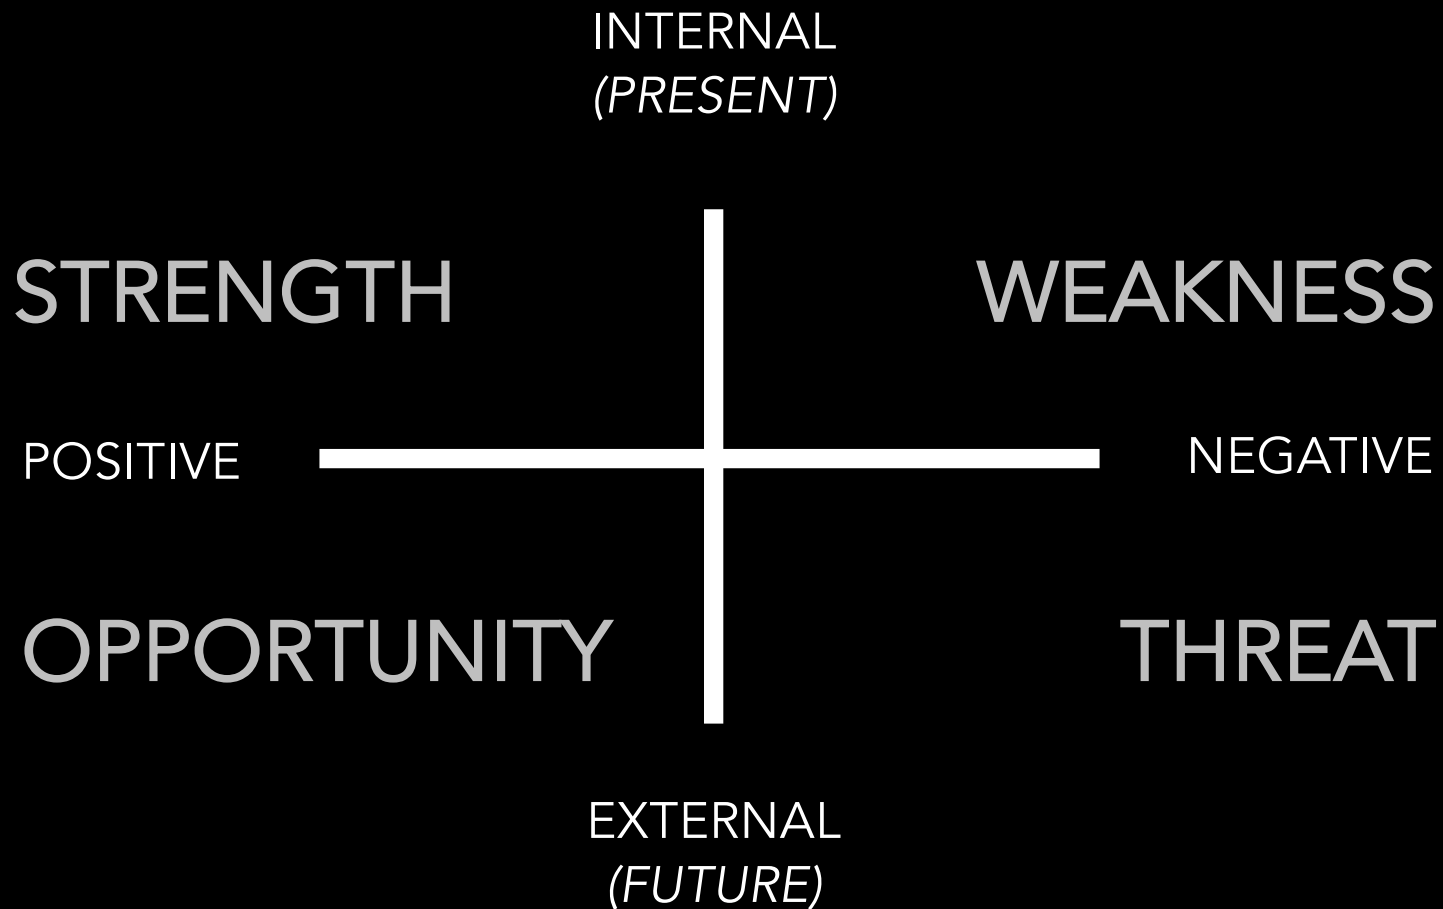 INTERNAL
(PRESENT)
STRENGTH
WEAKNESS
POSITIVE
NEGATIVE
OPPORTUNITY
THREAT
EXTERNAL
(FUTURE)